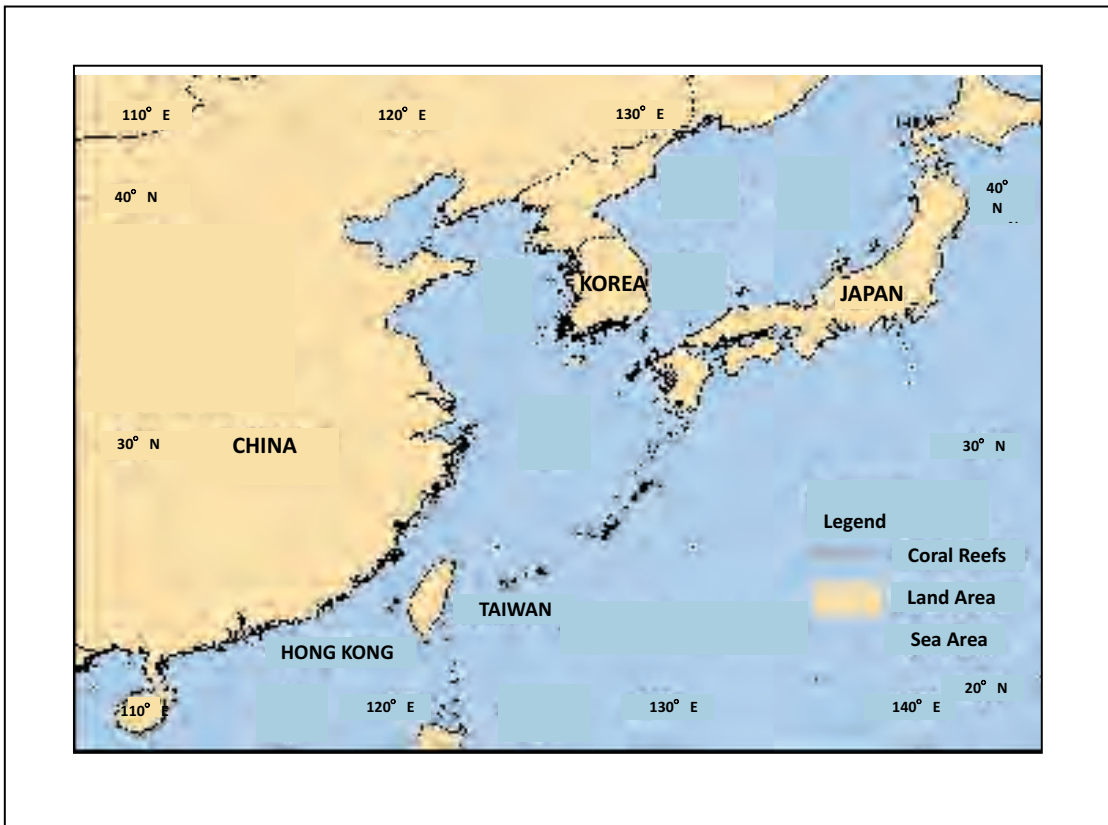 110° E 120° E 130° E
40° N 40°
N
KOREA
JAPAN
30° N CHINA 30° N
Legend
Coral Reefs
Land Area
TAIWAN
Sea Area
HONG KONG
20° N
110° E 120° E 130° E 140° E